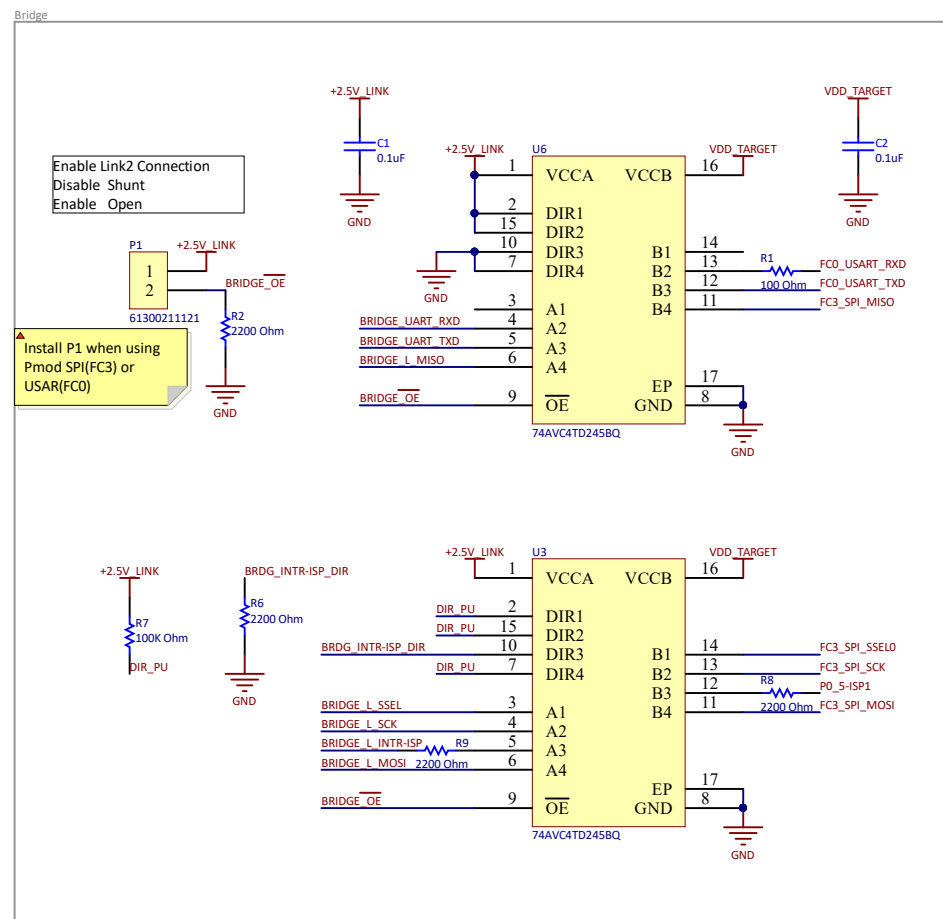 Bridge
+2.5V_LINK
VDD_TARGET
C1
0.1uF
C2
0.1uF
GND
GND
Enable Link2 Connection
Disable Shunt
Enable Open
P1
+2.5V_LINK
1
2
BRIDGE_OE
61300211121
R2
2200 Ohm
GND
Install P1 when using
Pmod SPI(FC3) or
USAR(FC0)
+2.5V_LINK
U6
VDD_TARGET
1 VCCA VCCB 16
2 DIR1
15 DIR2
10 DIR3 B1 14
7 DIR4 B2 13 R1 100 Ohm FC0_USART_RXD
GND
3 A1 B3 12 FC0_USART_TXD
BRIDGE_UART_RXD 4 A2 B4 11 FC3_SPI_MISO
BRIDGE_UART_TXD 5 A3
BRIDGE_L_MISO 6 A4
EP 17
BRIDGE_OE 9 OE GND 8
74AVC4TD245BQ
GND
+2.5V_LINK
R7
100K Ohm
DIR_PU
BRDG_INTR-ISP_DIR
R6
2200 Ohm
GND
+2.5V_LINK
U3
VDD_TARGET
1 VCCA VCCB 16
DIR_PU 2 DIR1
DIR_PU 15 DIR2
BRDG_INTR-ISP_DIR 10 DIR3 B1 14 FC3_SPI_SSEL0
DIR_PU 7 DIR4 B2 13 FC3_SPI_SCK
B3 12 R8 2200 Ohm P0_5-ISP1
BRIDGE_L_SSEL 3 A1 B4 11 FC3_SPI_MOSI
BRIDGE_L_SCK 4 A2
BRIDGE_L_INTR-ISP R9 2200 Ohm 5 A3
BRIDGE_L_MOSI 6 A4
EP 17
BRIDGE_OE 9 OE GND 8
74AVC4TD245BQ
GND